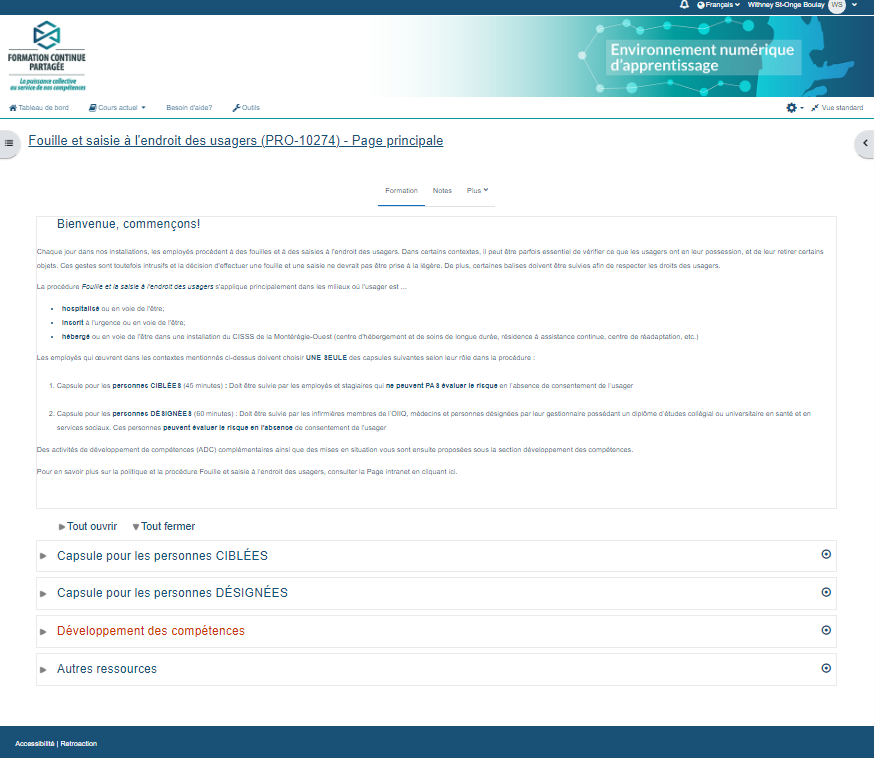 Français
Withney St-Onge Boulay
WS
FORMATION CONTINUE
PARTAGÉE
La puissance collective
au service de nos compétences
Environnement numérique
d'apprentissage
Tableau de bord
Cours actuel
Besoin d'aide?
Outils
Vue standard
Fouille et saisie à l'endroit des usagers (PRO-10274) - Page principale
Formation
Notes
Plus
Bienvenue, commençons!
Chaque jour dans nos installations, les employés procèdent à des fouilles et à des saisies à l'endroit des usagers. Dans certains contextes, il peut être parfois essentiel de vérifier ce que les usagers ont en leur possession, et de leur retirer certains
objets. Ces gestes sont toutefois intrusifs et la décision d'effectuer une fouille et une saisie ne devrait pas être prise à la légère. De plus, certaines balises doivent être suivies afin de respecter les droits des usagers.
La procédure Fouille et la saisie à l'endroit des usagers s'applique principalement dans les milieux où l'usager est ...
hospitalisé ou en voie de l'être;
inscrit à l'urgence ou en voie de l'être;
hébergé ou en voie de l'être dans une installation du CISSS de la Montérégie-Ouest (centre d'hébergement et de soins de longue durée, résidence à assistance continue, centre de réadaptation, etc.)
Les employés qui œuvrent dans les contextes mentionnés ci-dessus doivent choisir UNE SEULE des capsules suivantes selon leur rôle dans la procédure :
1. Capsule pour les personnes CIBLÉES (45 minutes) : Doit être suivie par les employés et stagiaires qui ne peuvent PAS évaluer le risque en l'absence de consentement de l'usager
2. Capsule pour les personnes DÉSIGNÉES (60 minutes) : Doit être suivie par les infirmières membres de l'OIIQ, médecins et personnes désignées par leur gestionnaire possédant un diplôme d'études collégial ou universitaire en santé et en
services sociaux. Ces personnes peuvent évaluer le risque en l'absence de consentement de l'usager
Des activités de développement de compétences (ADC) complémentaires ainsi que des mises en situation vous sont ensuite proposées sous la section développement des compétences.
Pour en savoir plus sur la politique et la procédure Fouille et saisie à l'endroit des usagers, consulter la Page intranet en cliquant ici.
Tout ouvrir
Tout fermer
Capsule pour les personnes CIBLÉES
Capsule pour les personnes DÉSIGNÉES
Développement des compétences
Autres ressources
Accessibilité | Retroaction